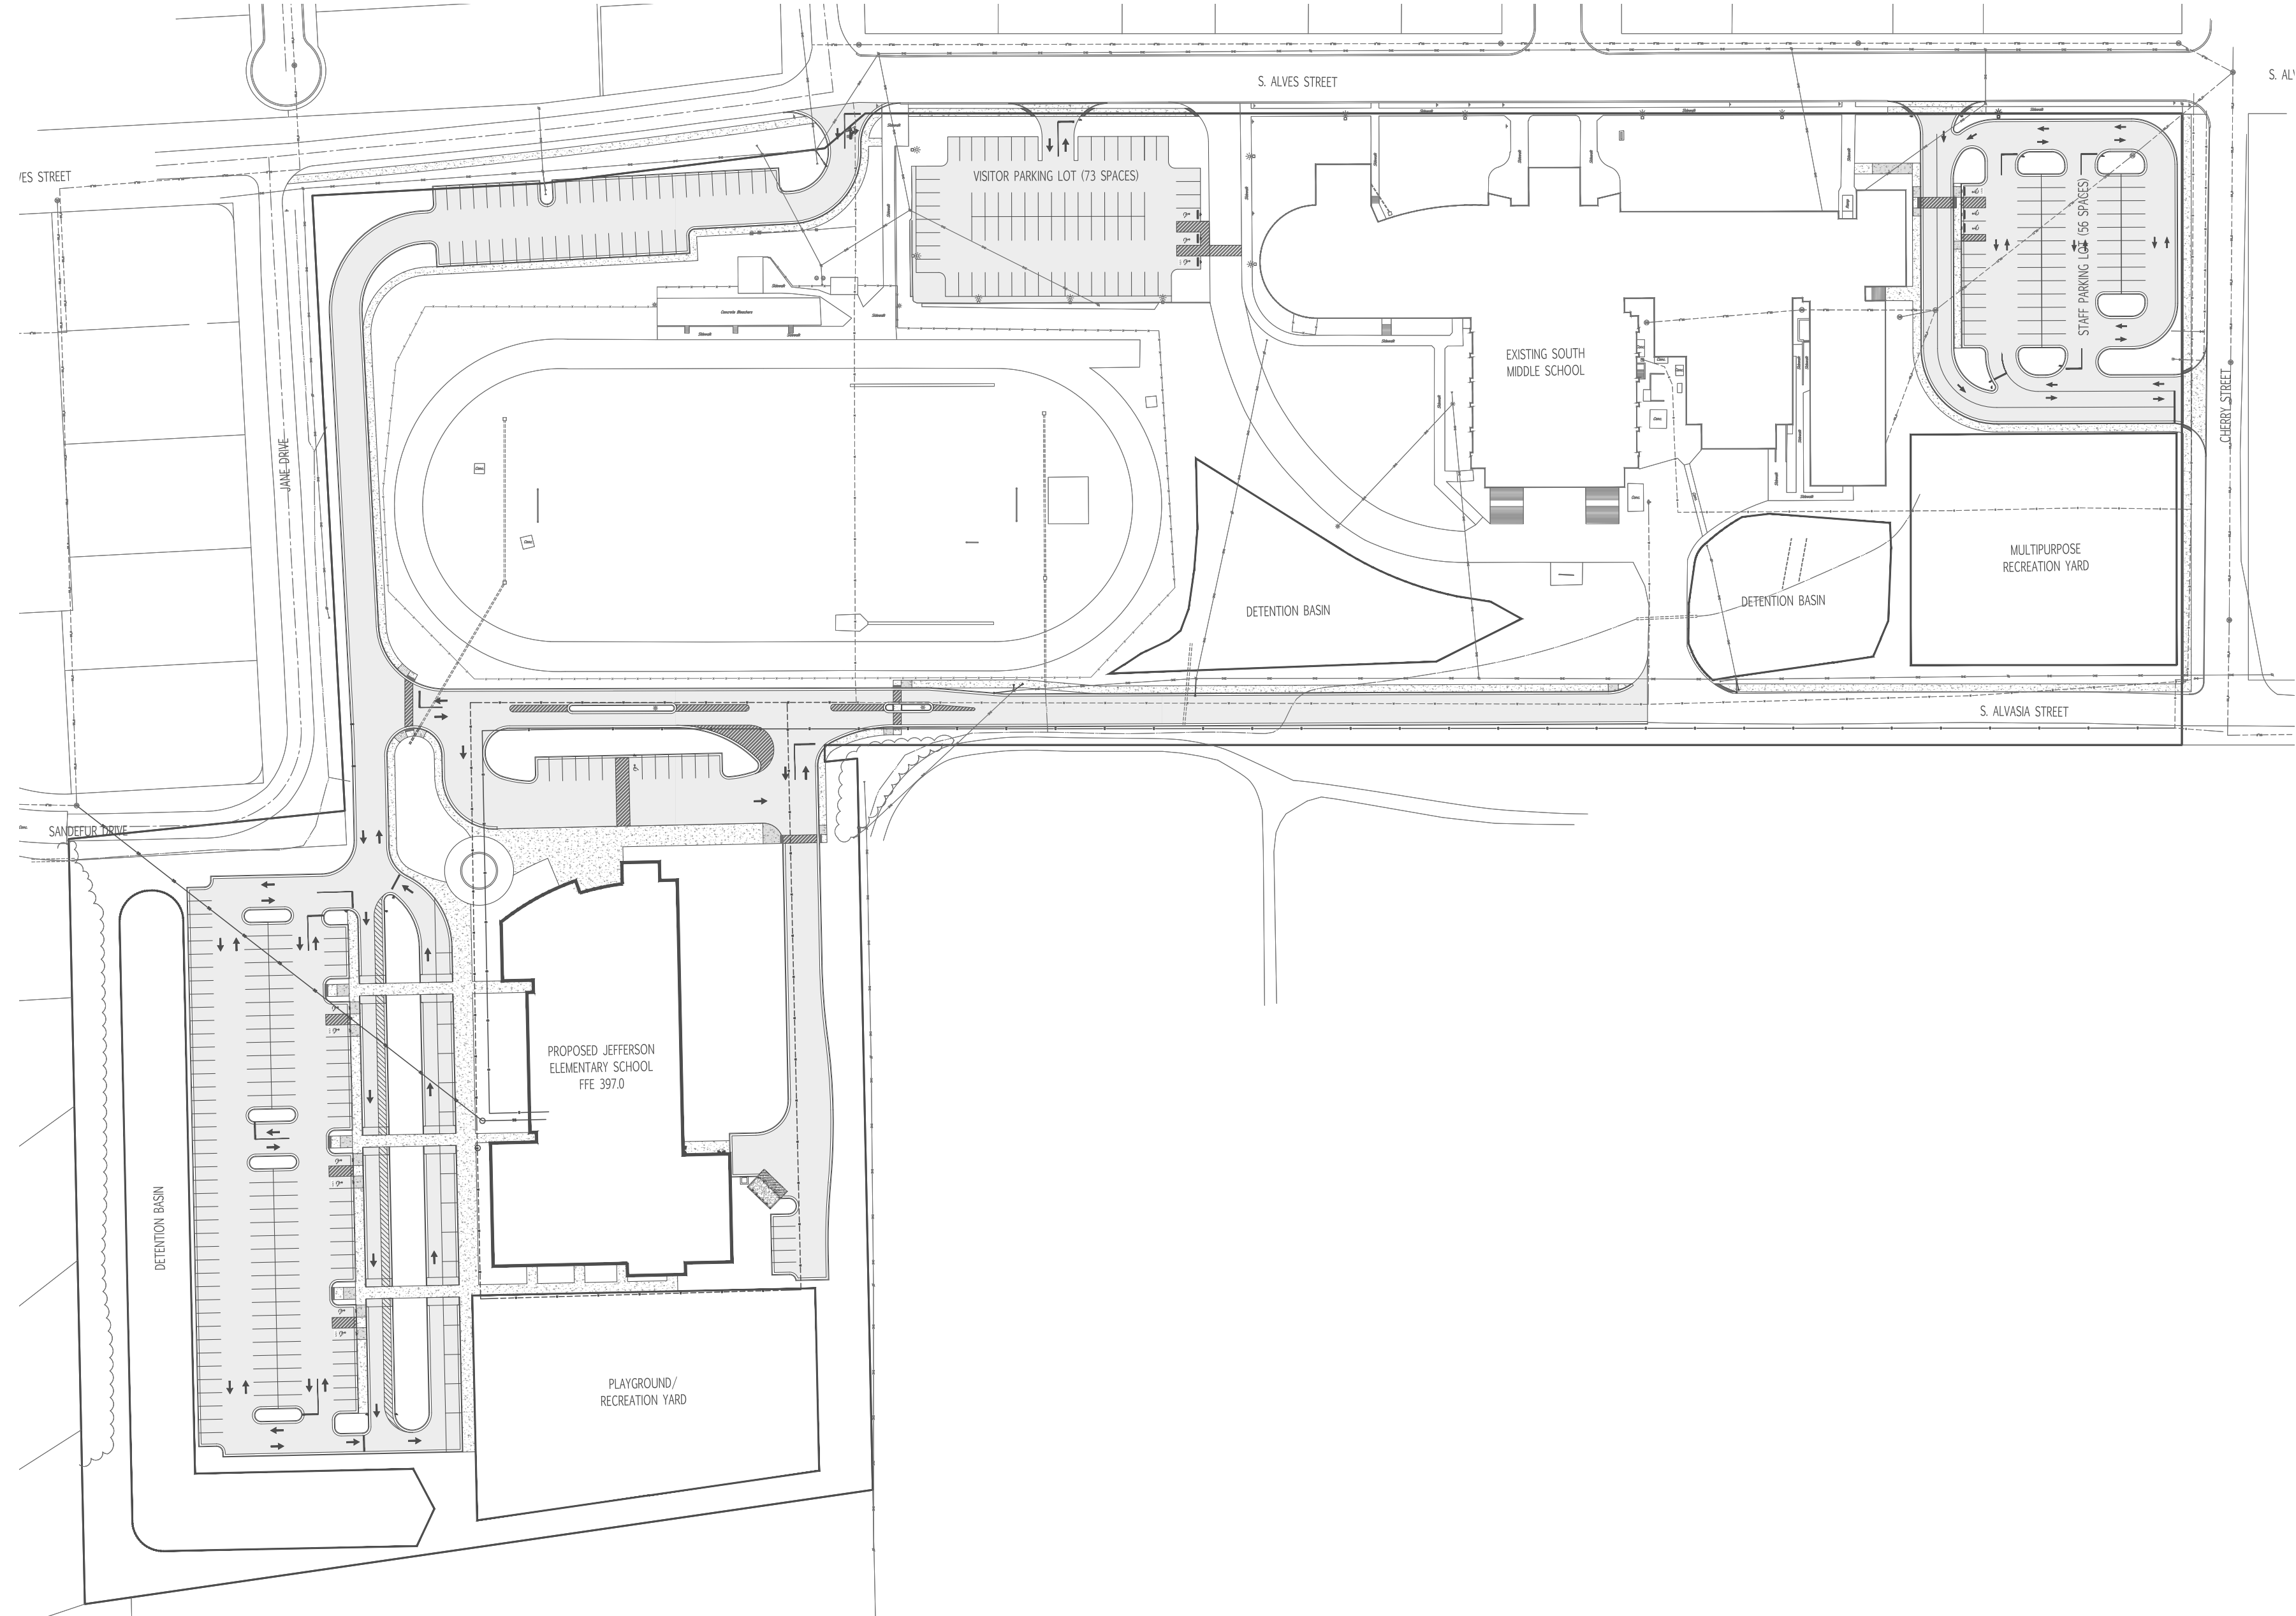 S. ALVES STREET
S. AL
VES STREET
VISITOR PARKING LOT (73 SPACES)
STAFF PARKING LOT (56 SPACES)
Concrete Bleachers
Sidewalk
EXISTING SOUTH
MIDDLE SCHOOL
JANE DRIVE
CHERRY STREET
MULTIPURPOSE
RECREATION YARD
DETENTION BASIN
DETENTION BASIN
S. ALVASIA STREET
SANDEFUR DRIVE
PROPOSED JEFFERSON
ELEMENTARY SCHOOL
FFE 397.0
DETENTION BASIN
PLAYGROUND/
RECREATION YARD